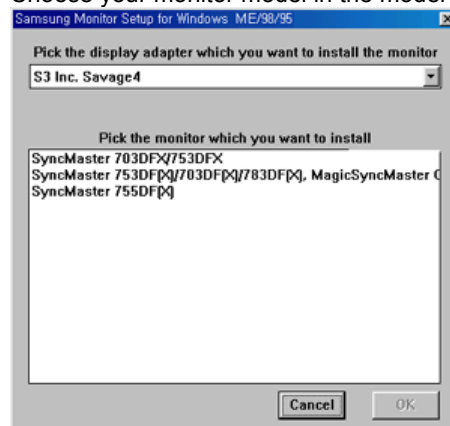 Choose your monitor model in the model
Samsung Monitor Setup for Windows ME/98/95
Pick the display adapter which you want to install the monitor
S3 Inc. Savage4
Pick the monitor which you want to install
SyncMaster 703DFX/753DFX
SyncMaster 753DF[X]/703DF[X]/783DF[X], MagicSyncMaster
SyncMaster 755DF[X]
Cancel
OK